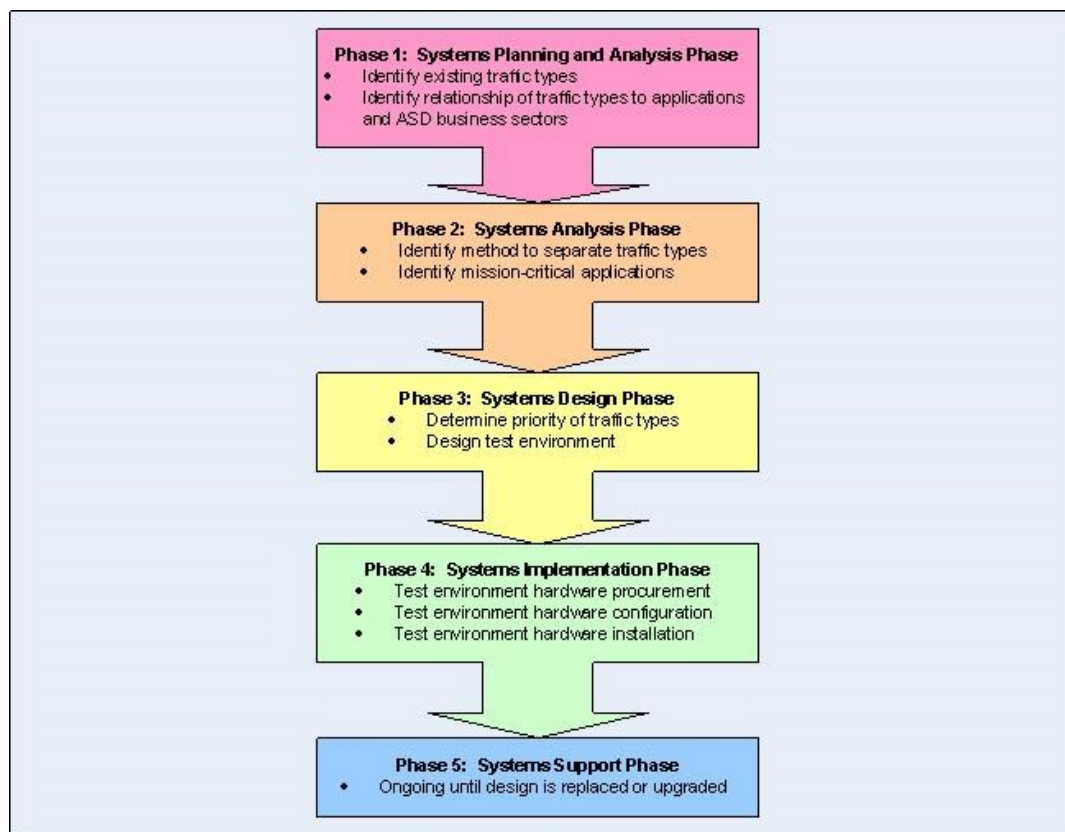 Phase 1:  Systems Planning and Analysis Phase
• Identify existing traffic types
• Identify relationship of traffic types to applications
and ASD business sectors
Phase 2:  Systems Analysis Phase
• Identify method to separate traffic types
• Identify mission-critical applications
Phase 3:  Systems Design Phase
• Determine priority of traffic types
• Design test environment
Phase 4:  Systems Implementation Phase
• Test environment hardware procurement
• Test environment hardware configuration
• Test environment hardware installation
Phase 5:  Systems Support Phase
• Ongoing until design is replaced or upgraded